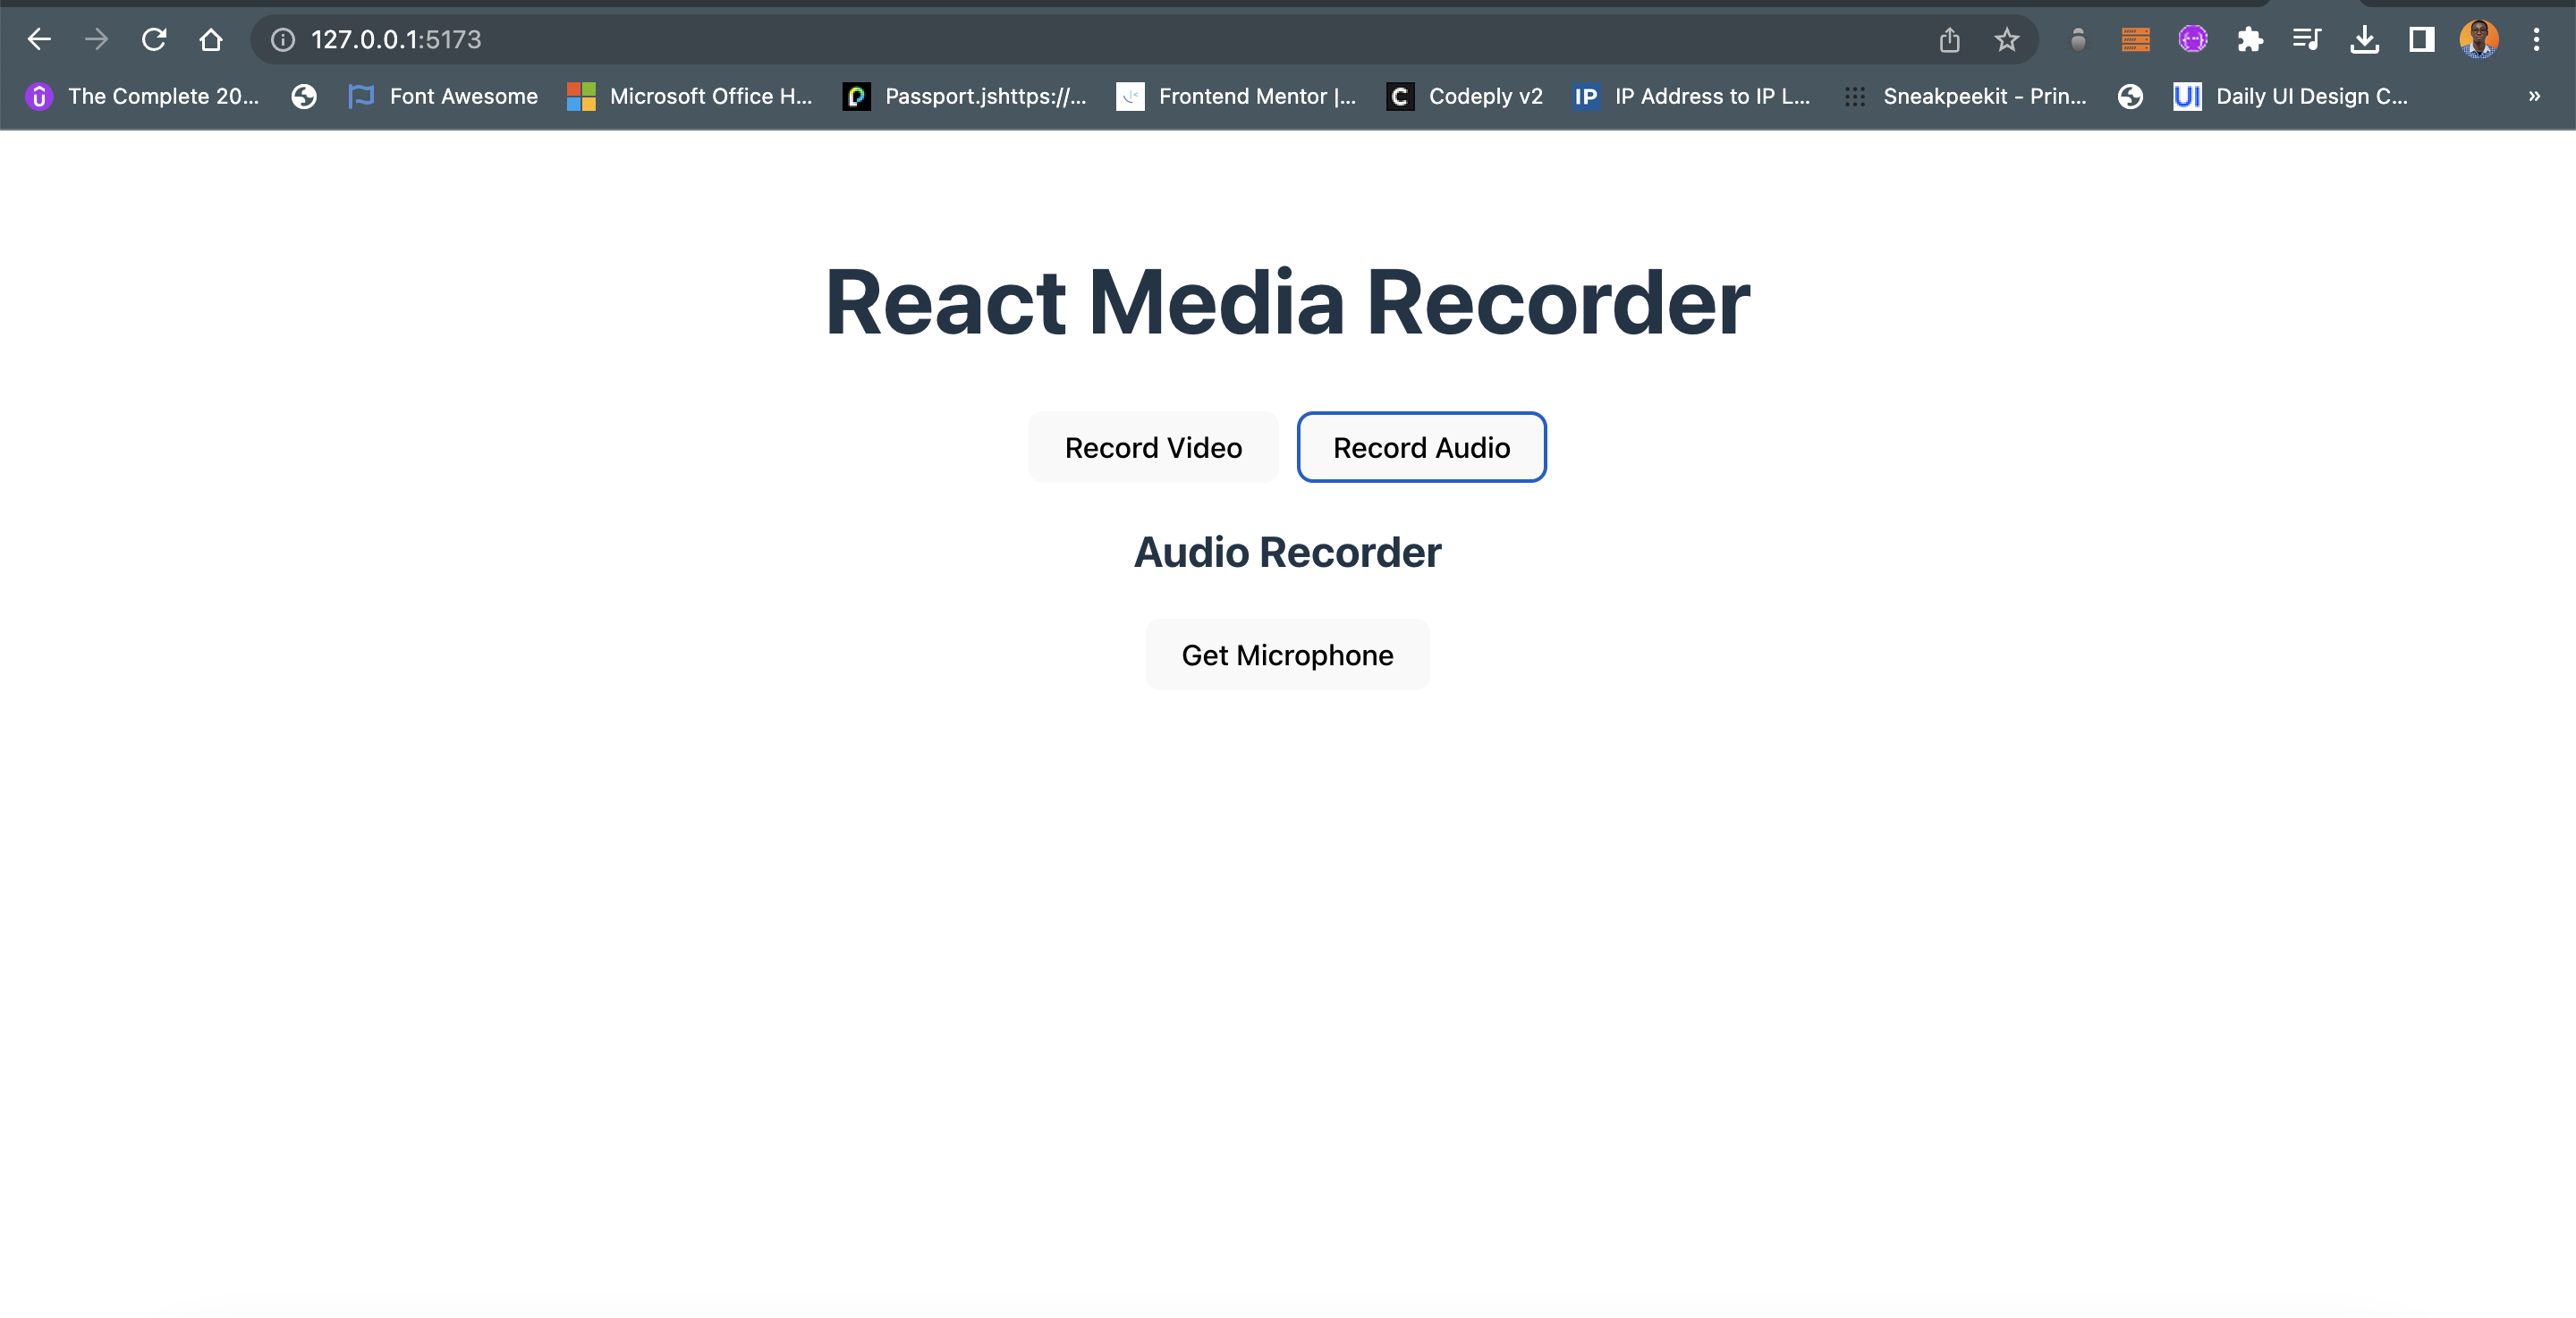 127.0.0.1:5173
The Complete 20... Font Awesome Microsoft Office H... Passport.jshttps://... Frontend Mentor |... C Codeply v2 IP IP Address to IP L... Sneakpeekit - Prin... UI Daily UI Design C... »
React Media Recorder
Record Video Record Audio
Audio Recorder
Get Microphone